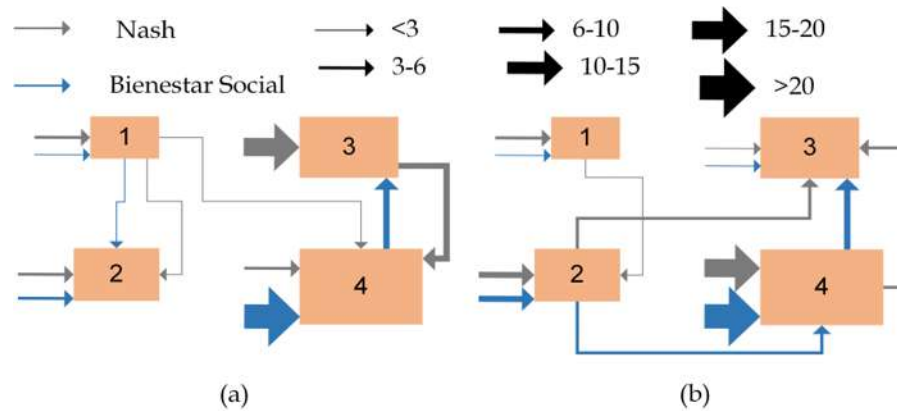 Nash <3 6-10 15-20
Bienestar Social 3-6 10-15 >20
1 3 1 3
2 4 2 4
(a) (b)